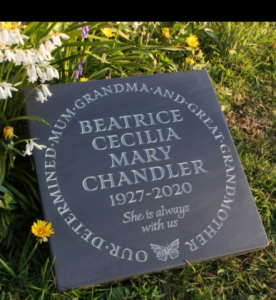 OUR·DETERMINED·MUM·GRANDMA·AND·GREAT·GRANDMOTHER
BEATRICE
CECILIA
MARY
CHANDLER
1927-2020
She is always
with us